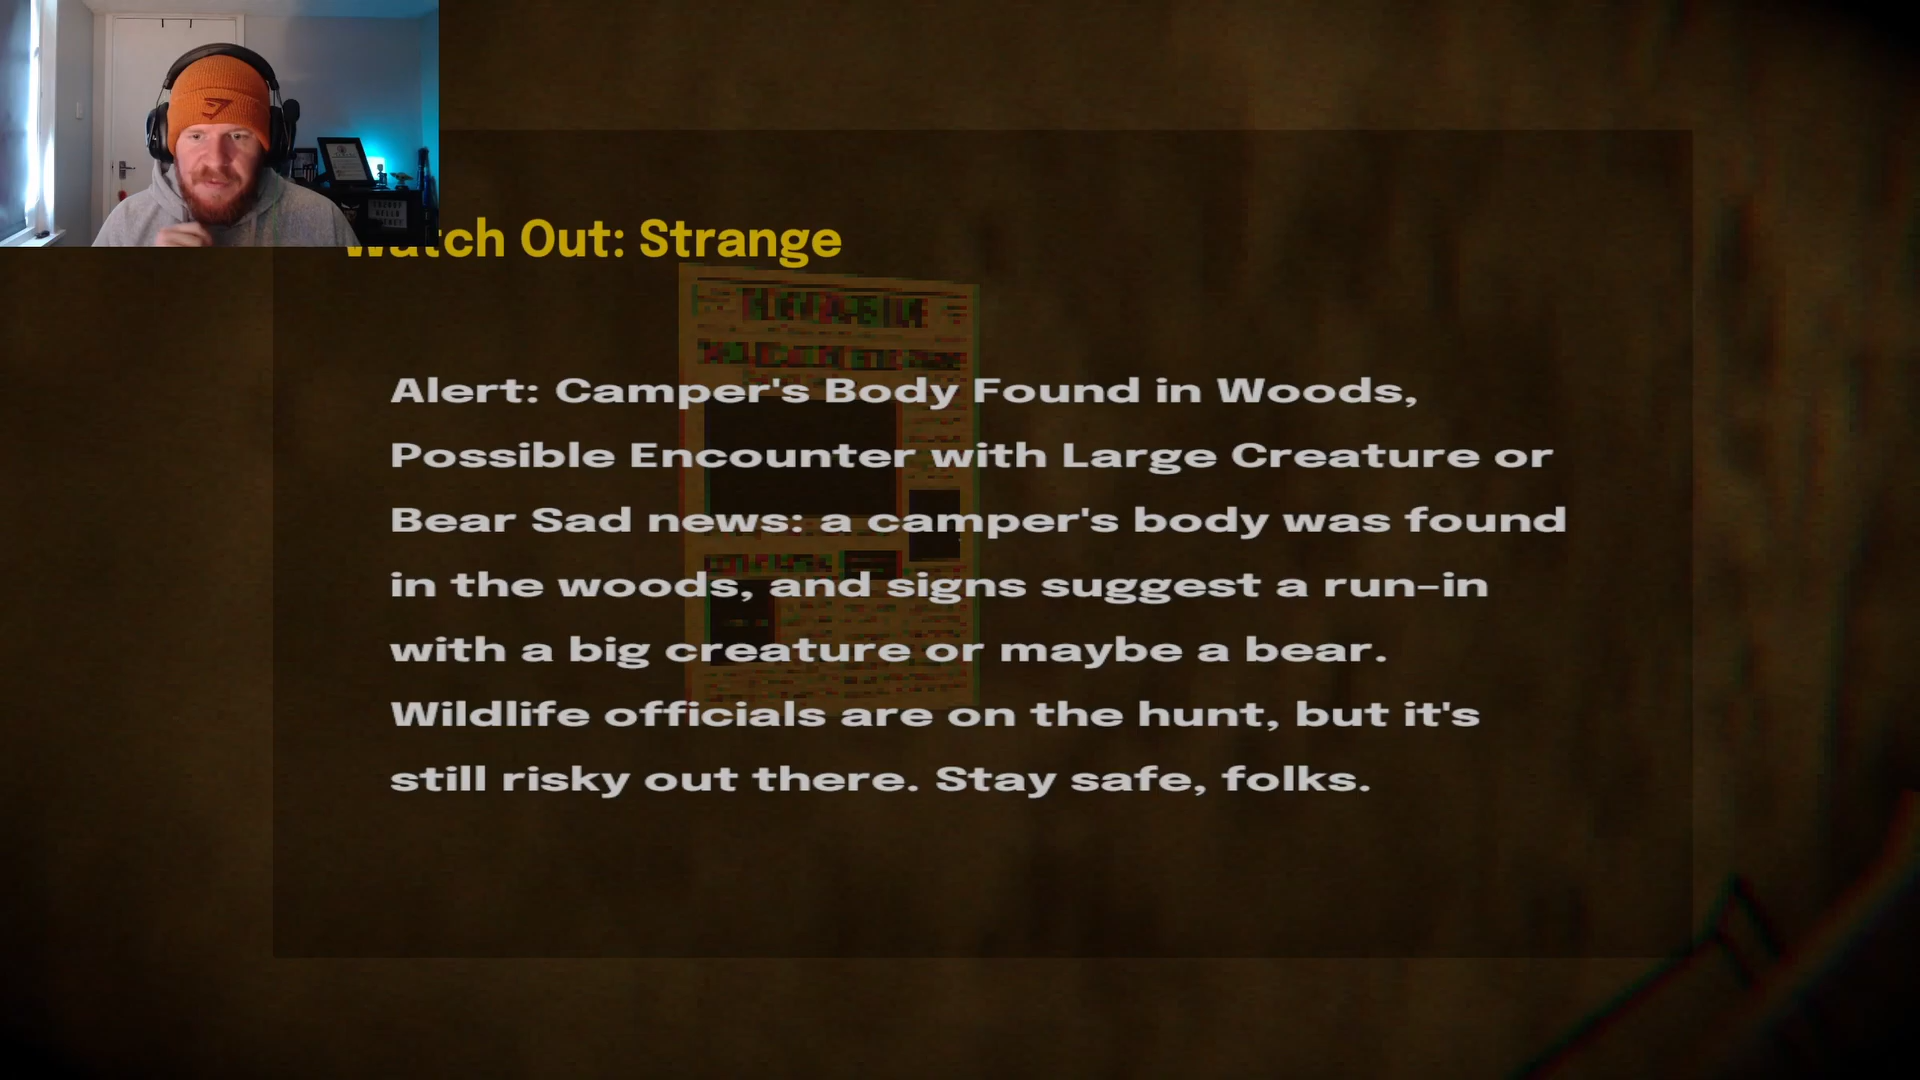 Watch Out: Strange
Alert: Camper's Body Found in Woods,
Possible Encounter with Large Creature or
Bear Sad news: a camper's body was found
in the woods, and signs suggest a run-in
with a big creature or maybe a bear.
Wildlife officials are on the hunt, but it's
still risky out there. Stay safe, folks.